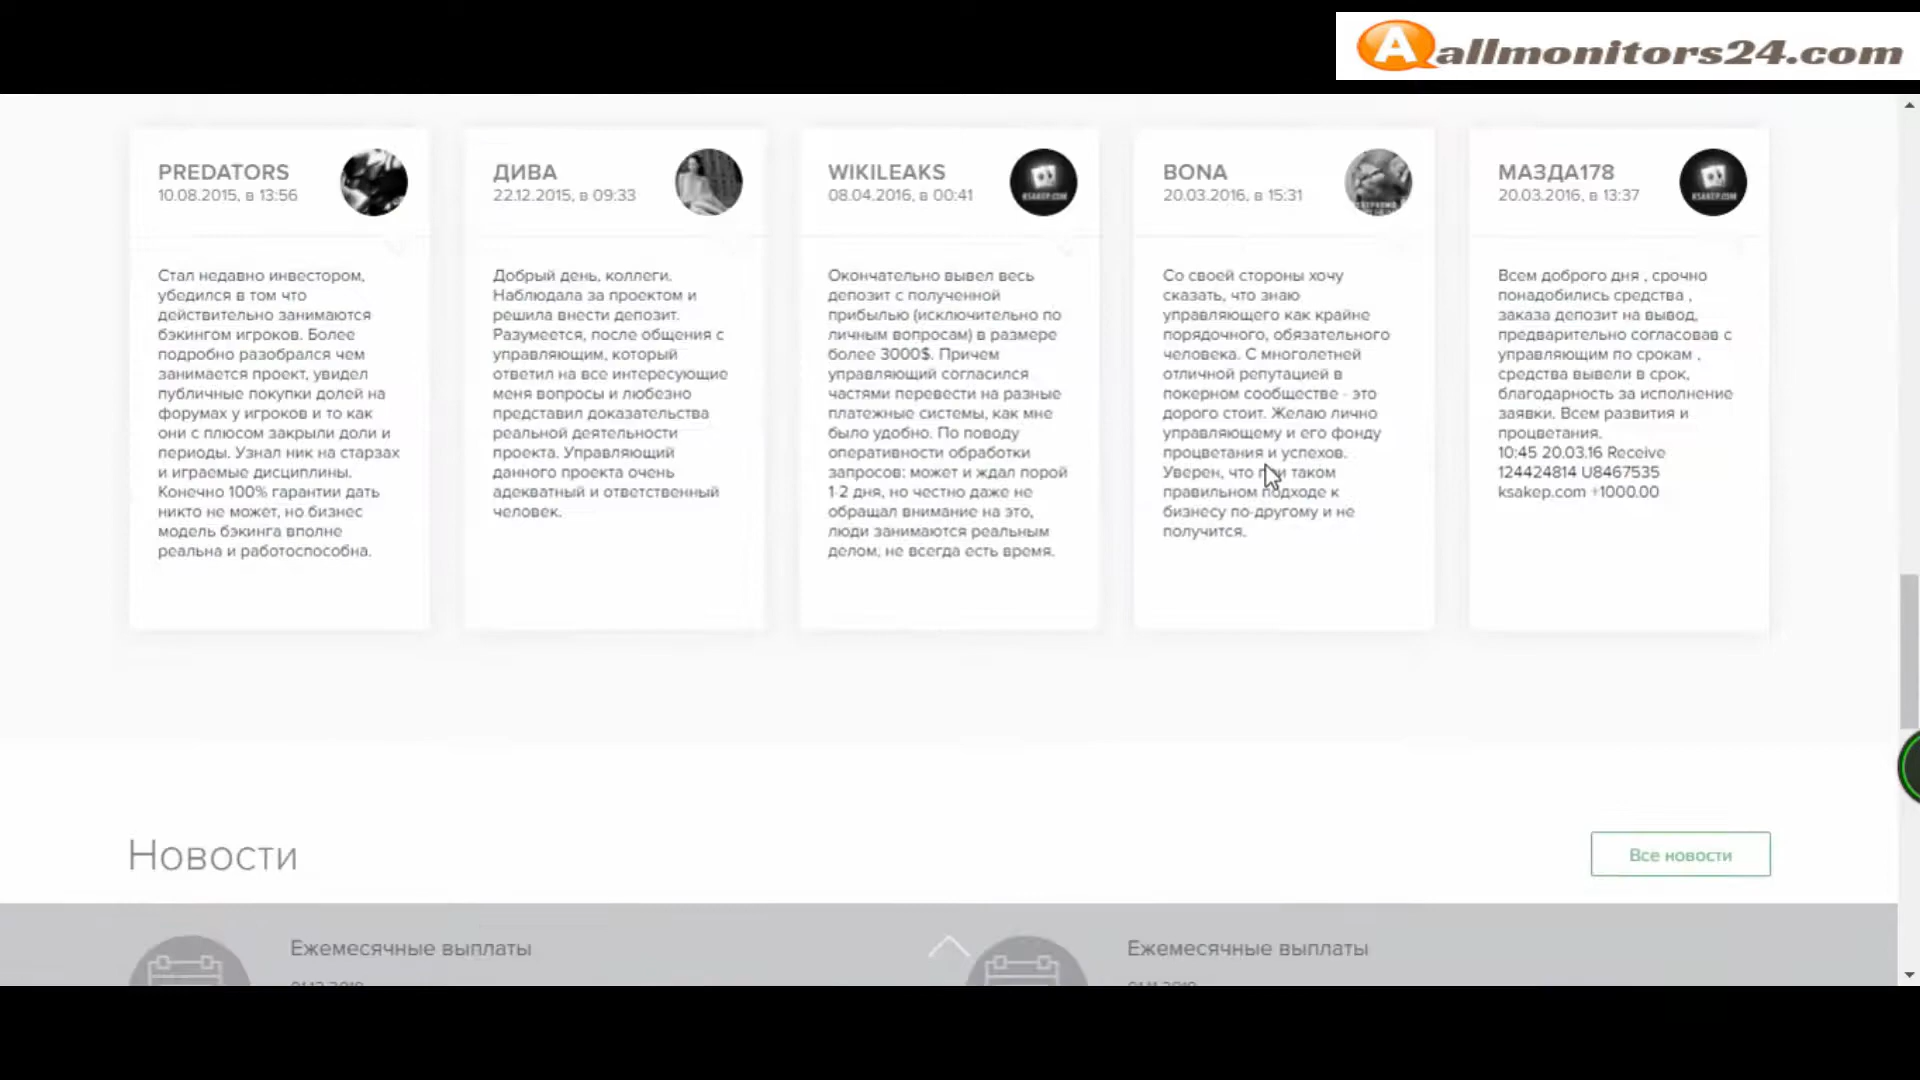 allmonitors24.com
PREDATORS
10.08.2015, в 13:56
Стал недавно инвестором,
убедился в том что
действительно занимаются
бэкингом игроков. Более
подробно разобрался чем
занимается проект, увидел
публичные покупки долей на
форумах у игроков и то как
они с плюсом закрыли доли и
периоды. Узнал ник на старзах
и играемые дисциплины.
Конечно 100% гарантии дать
никто не может, но бизнес
модель бэкинга вполне
реальна и работоспособна.
ДИВА
22.12.2015, в 09:33
Добрый день, коллеги.
Наблюдала за проектом и
решила внести депозит.
Разумеется, после общения с
управляющим, который
ответил на все интересующие
меня вопросы и любезно
представил доказательства
реальной деятельности
проекта. Управляющий
данного проекта очень
адекватный и ответственный
человек.
WIKILEAKS
08.04.2016, в 00:41
KSAKEP.COM
Окончательно вывел весь
депозит с полученной
прибылью (исключительно по
личным вопросам) в размере
более 3000$. Причем
управляющий согласился
частями перевести на разные
платежные системы, как мне
было удобно. По поводу
оперативности обработки
запросов: может и ждал порой
1-2 дня, но честно даже не
обращал внимание на это,
люди занимаются реальным
делом, не всегда есть время.
BONA
20.03.2016, в 15:31
Со своей стороны хочу
сказать, что знаю
управляющего как крайне
порядочного, обязательного
человека. С многолетней
отличной репутацией в
покерном сообществе - это
дорого стоит. Желаю лично
управляющему и его фонду
процветания и успехов.
Уверен, что при таком
правильном подходе к
бизнесу по-другому и не
получится.
МАЗДА178
20.03.2016, в 13:37
KSAKEP.COM
Всем доброго дня , срочно
понадобились средства ,
заказа депозит на вывод,
предварительно согласовав с
управляющим по срокам ,
средства вывели в срок,
благодарность за исполнение
заявки. Всем развития и
процветания.
10:45 20.03.16 Receive
124424814 U8467535
ksakep.com +1000.00
Новости
Все новости
Ежемесячные выплаты
Ежемесячные выплаты